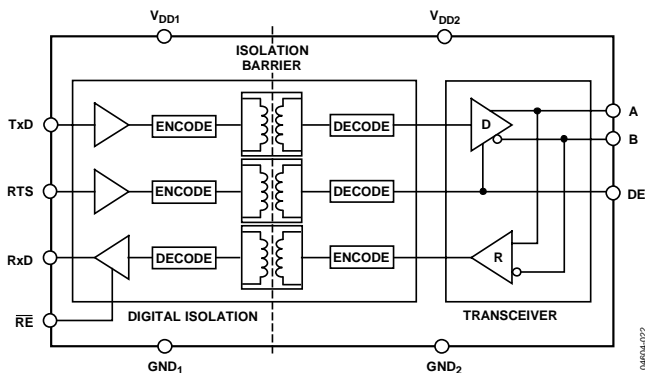 VDD1
VDD2
ISOLATION
BARRIER
TxD
ENCODE
DECODE
D
A
B
RTS
ENCODE
DECODE
DE
RxD
DECODE
ENCODE
R
RE
DIGITAL ISOLATION
TRANSCEIVER
GND1
GND2
04604-022